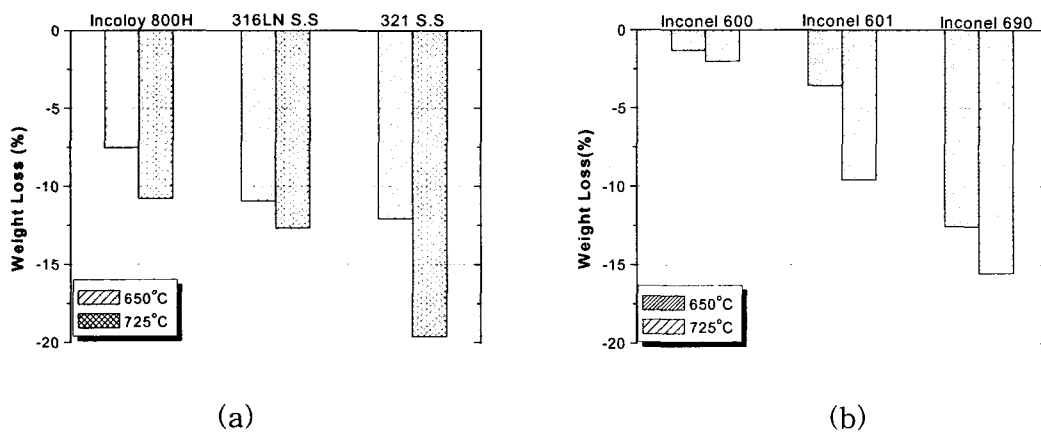 Incoloy 800H 316LN S.S 321 S.S
0
-5
-10
-15
-20
Weight Loss (%)
650°C
725°C
(a)
Inconel 600 Inconel 601 Inconel 690
0
-5
-10
-15
-20
Weight Loss(%)
650°C
725°C
(b)